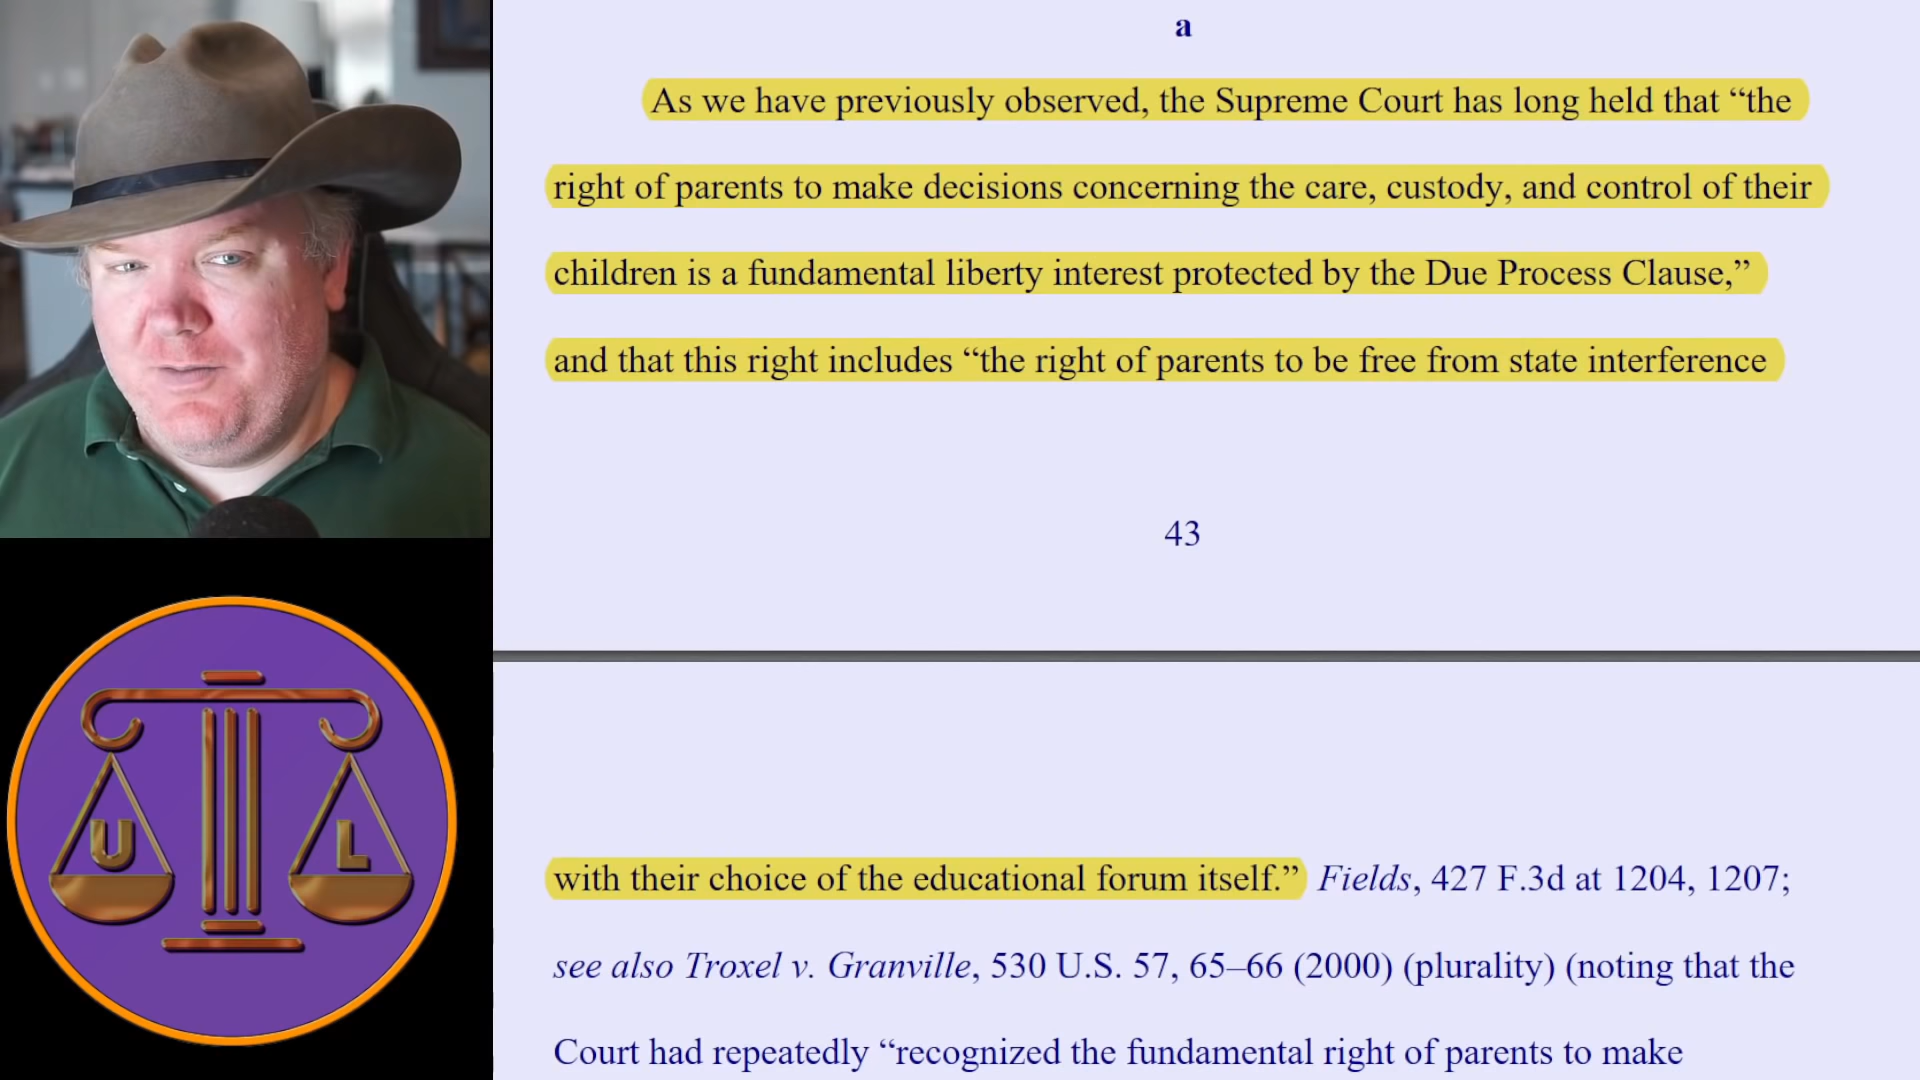 a
As we have previously observed, the Supreme Court has long held that “the
right of parents to make decisions concerning the care, custody, and control of their
children is a fundamental liberty interest protected by the Due Process Clause,”
and that this right includes “the right of parents to be free from state interference
43
with their choice of the educational forum itself.” Fields, 427 F.3d at 1204, 1207;
see also Troxel v. Granville, 530 U.S. 57, 65–66 (2000) (plurality) (noting that the
Court had repeatedly “recognized the fundamental right of parents to make
U L